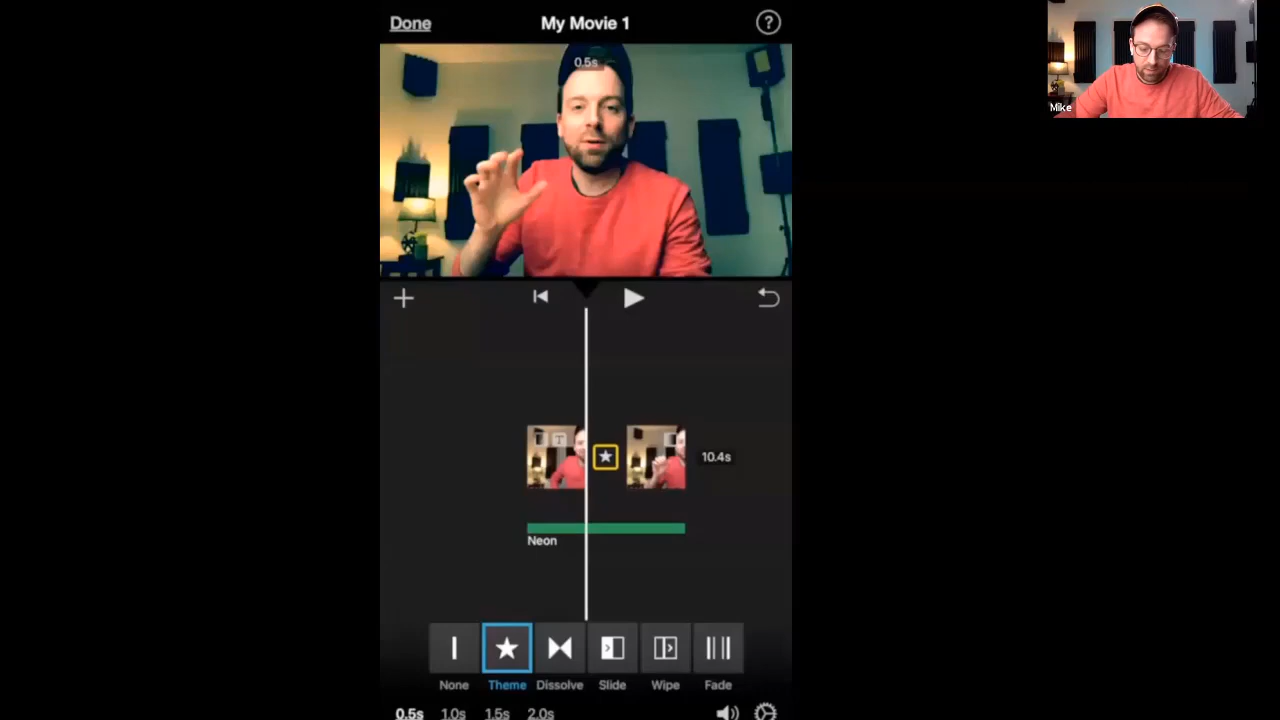 Done My Movie 1 ?
Mike
0.5s
T
10.4s
Neon
None Theme Dissolve Slide Wipe Fade
0.5s 1.0s 1.5s 2.0s